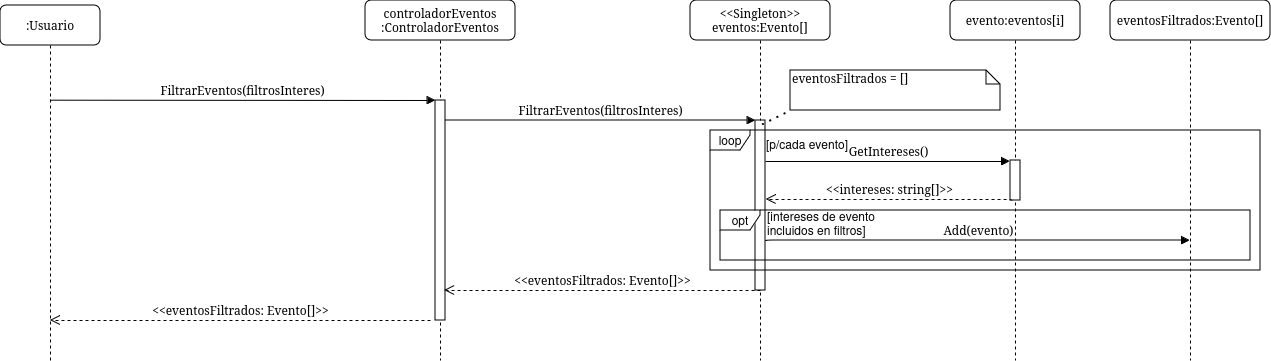 :Usuario
controladorEventos
:ControladorEventos
<<Singleton>>
eventos:Evento[]
evento:eventos[i]
eventosFiltrados:Evento[]
eventosFiltrados = []
FiltrarEventos(filtrosInteres)
FiltrarEventos(filtrosInteres)
loop
[p/cada evento]
GetIntereses()
<<intereses: string[]>>
opt
[intereses de evento
incluidos en filtros]
Add(evento)
<<eventosFiltrados: Evento[]>>
<<eventosFiltrados: Evento[]>>